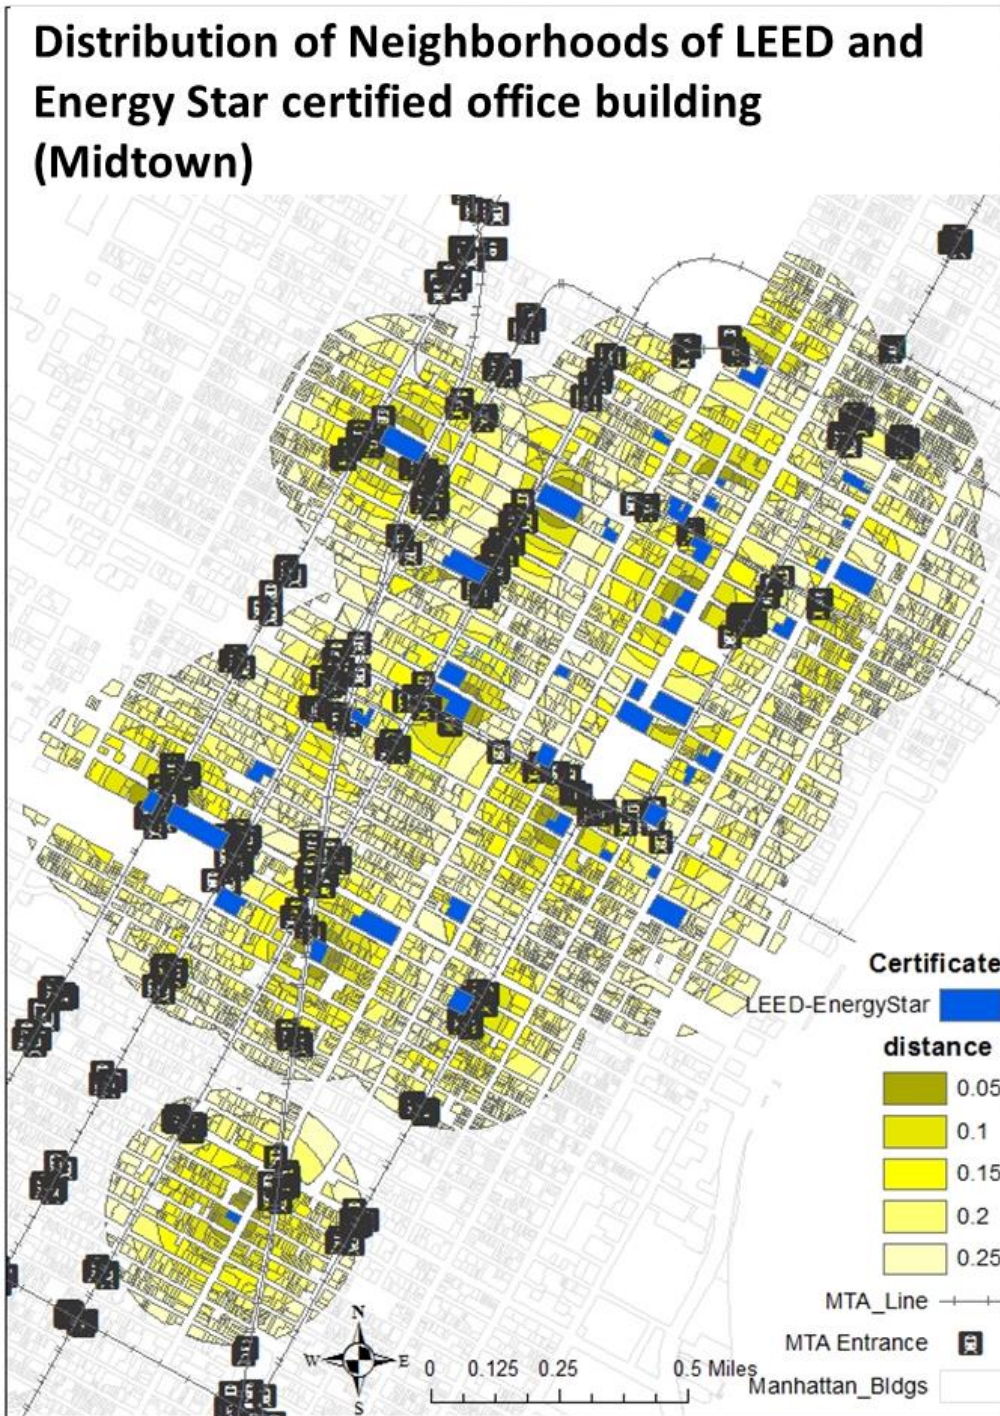 Distribution of Neighborhoods of LEED and
Energy Star certified office building
(Midtown)
Certificate
LEED-EnergyStar
distance
0.05
0.1
0.15
0.2
0.25
MTA_Line
MTA Entrance
Manhattan_Bldgs
N
W E
S
0 0.125 0.25 0.5 Miles